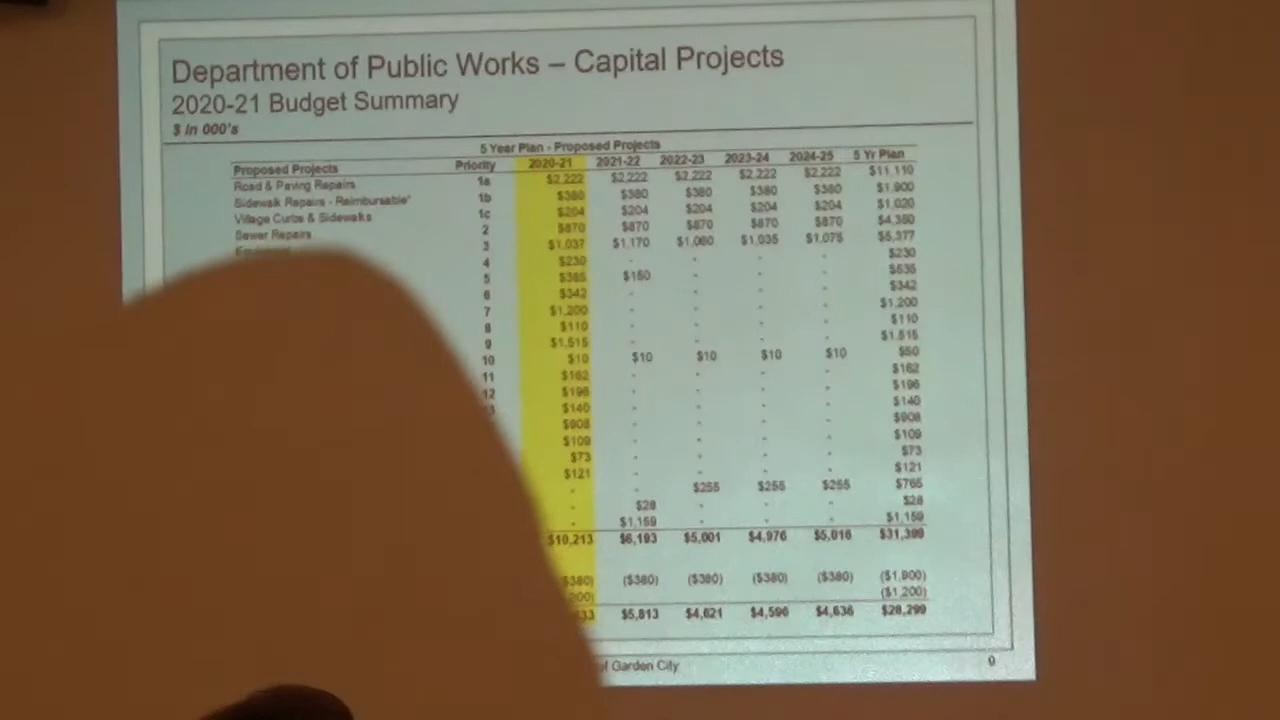 Department of Public Works – Capital Projects
2020-21 Budget Summary
$ in 000's
5 Year Plan - Proposed Projects
Proposed Projects Priority 2020-21 2021-22 2022-23 2023-24 2024-25 5 Yr Plan
Road & Paving Repairs 1a $2,222 $2,222 $2,222 $2,222 $2,222 $11,110
Sidewalk Repairs - Reimbursable* 1b $380 $380 $380 $380 $380 $1,900
Village Curbs & Sidewalks 1c $204 $204 $204 $204 $204 $1,020
Sewer Repairs 2 $870 $870 $870 $870 $870 $4,350
3 $1,037 $1,170 $1,060 $1,035 $1,075 $5,377
4 $230 - - - - $230
5 $385 $150 - - - $535
6 $342 - - - - $342
7 $1,200 - - - - $1,200
8 $110 - - - - $110
9 $1,515 - - - - $1,515
10 $10 $10 $10 $10 $10 $50
11 $162 - - - - $162
12 $196 - - - - $196
$140 - - - - $140
$908 - - - - $908
$109 - - - - $109
$73 - - - - $73
$121 - - - - $121
- - $255 $255 $255 $765
- $28 - - - $28
- $1,159 - - - $1,159
$10,213 $6,193 $5,001 $4,976 $5,016 $31,399
$380) ($380) ($380) ($380) ($380) ($1,900)
200) ($1,200)
33 $5,813 $4,621 $4,596 $4,636 $28,299
of Garden City 9